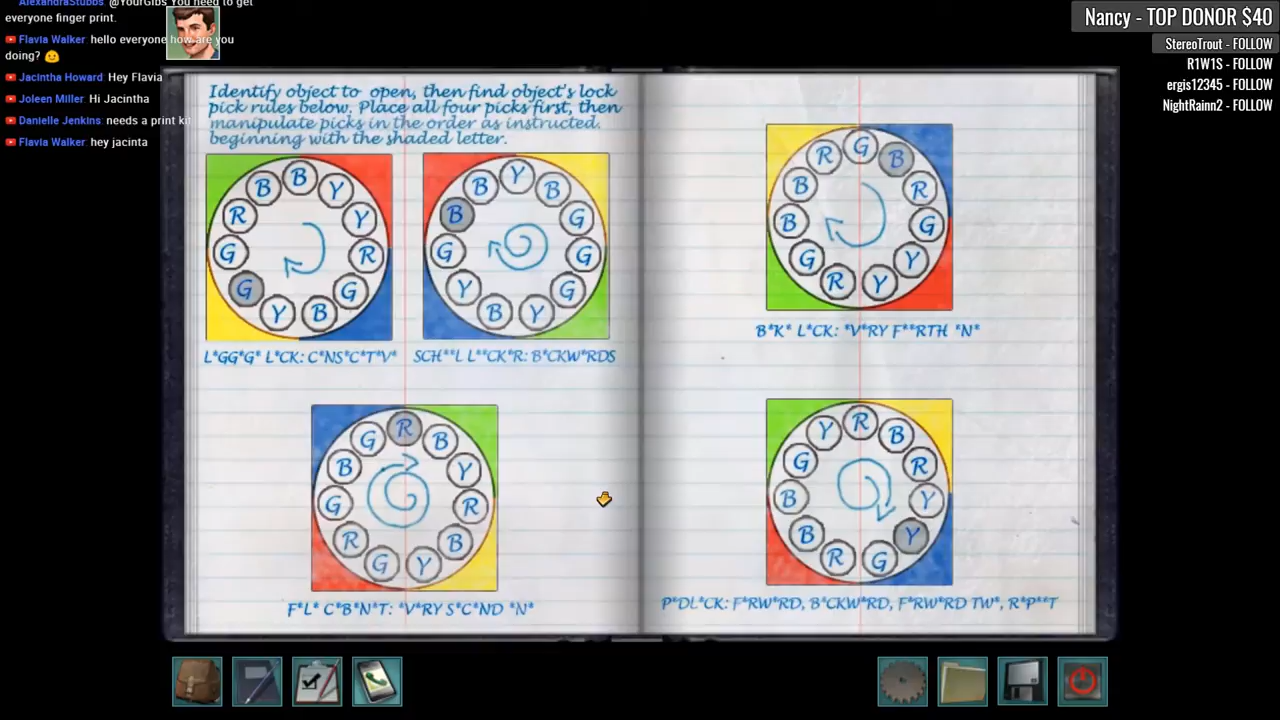 AlexandraStubbs: @YourGibs You need to get
everyone finger print.
Flavia Walker: hello everyone how are you
doing?
Jacintha Howard: Hey Flavia
Joleen Miller: Hi Jacintha
Danielle Jenkins: needs a print kit
Flavia Walker: hey jacinta
Nancy - TOP DONOR $40
StereoTrout - FOLLOW
R1W1S - FOLLOW
ergis12345 - FOLLOW
NightRainn2 - FOLLOW
Identify object to open, then find object's lock
pick rules below. Place all four picks first, then
manipulate picks in the order as instructed.
beginning with the shaded letter.
B Y Y R G B Y G G R B
Y B G G G Y B Y G B B
L*GG*G* L*CK: C*NS*C*T*V*
SCH**L L**CK*R: B*CKW*RDS
R B Y R B Y G R G B G
F*L* C*B*N*T: *V*RY S*C*ND *N*
G B R G Y Y R G B B R
B*K* L*CK: *V*RY F**RTH *N*
R B R Y Y G R B B G Y
P*DL*CK: F*RW*RD, B*CKW*RD, F*RW*RD TW*, R*P**T